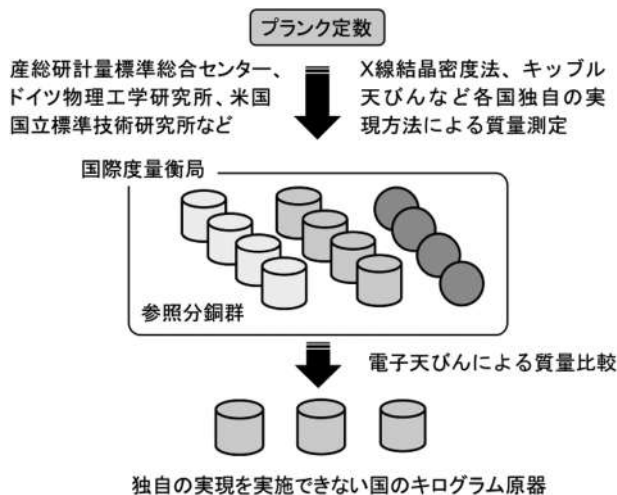 プランク定数
産総研計量標準総合センター、
ドイツ物理工学研究所、米国
国立標準技術研究所など
X線結晶密度法、キッブル
天びんなど各国独自の実
現方法による質量測定
国際度量衡局
参照分銅群
電子天びんによる質量比較
独自の実現を実施できない国のキログラム原器